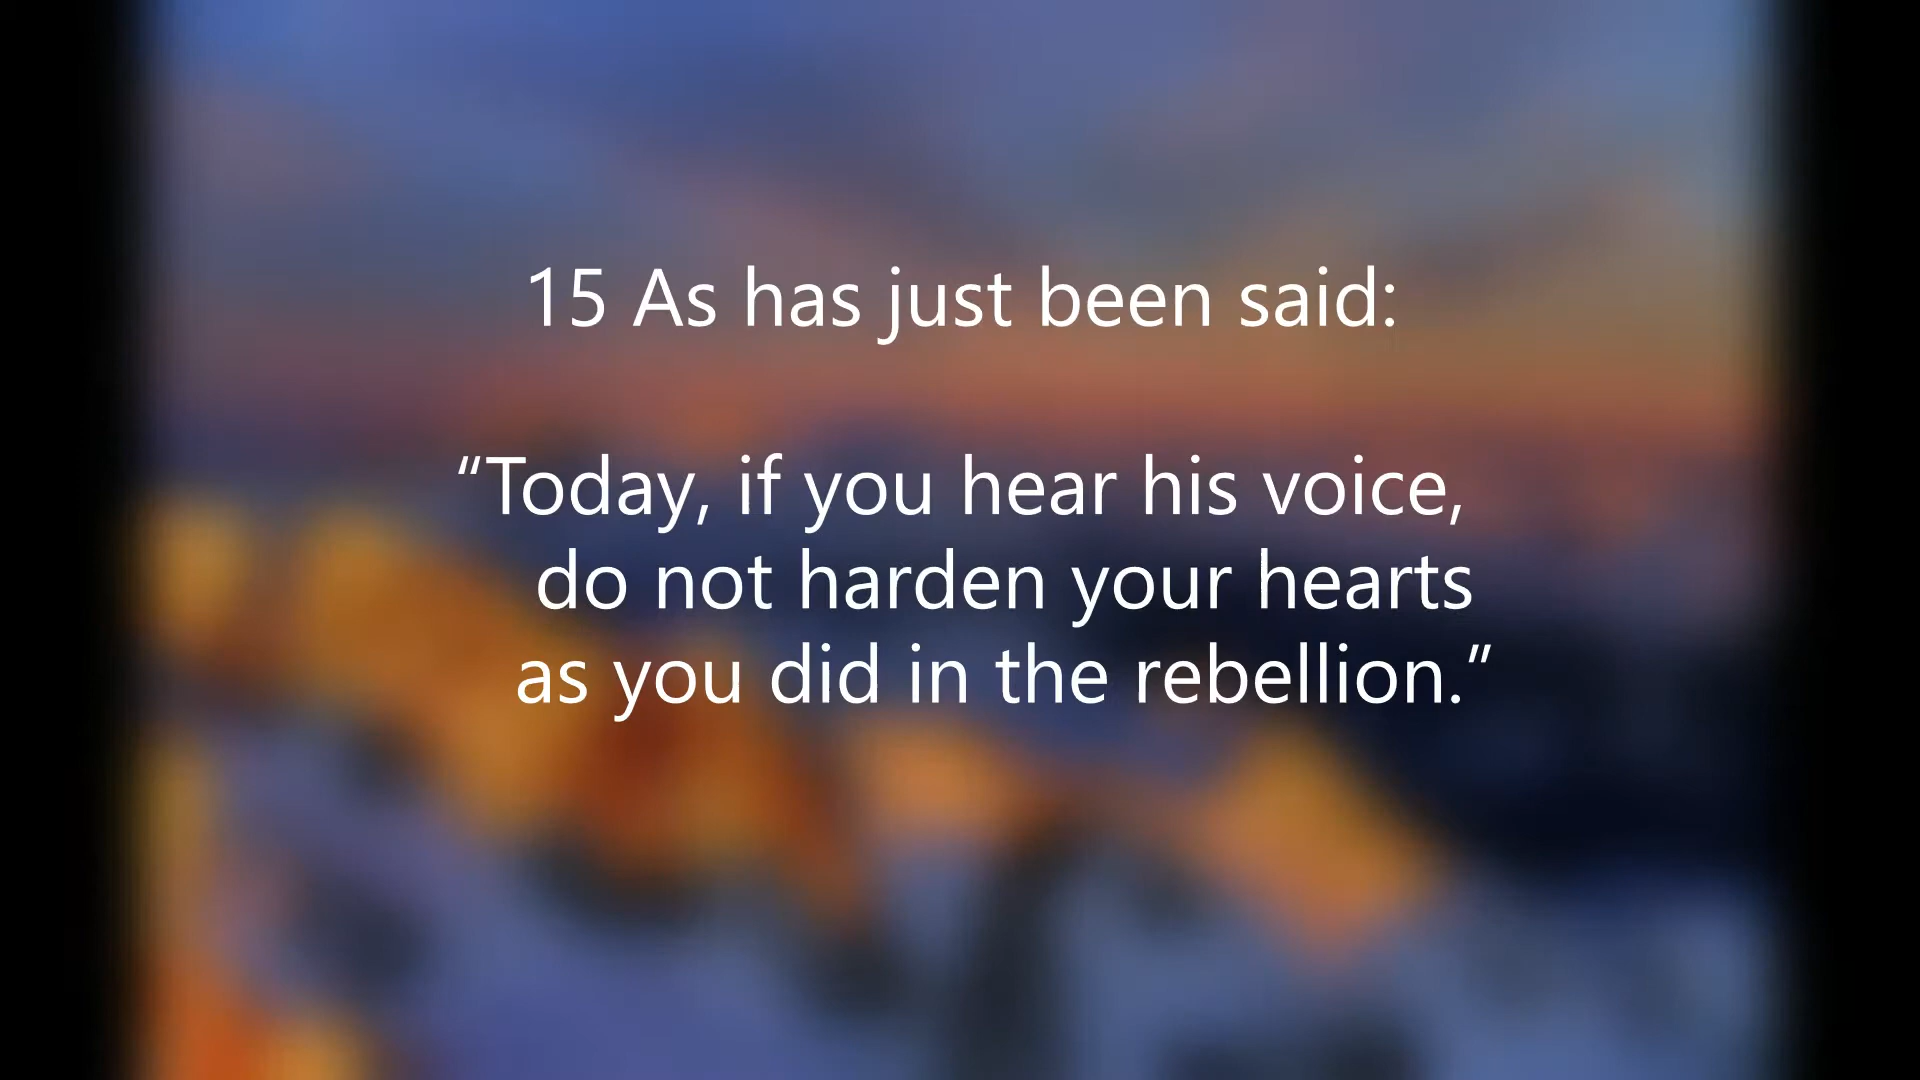 15 As has just been said:
“Today, if you hear his voice,
do not harden your hearts
as you did in the rebellion.”